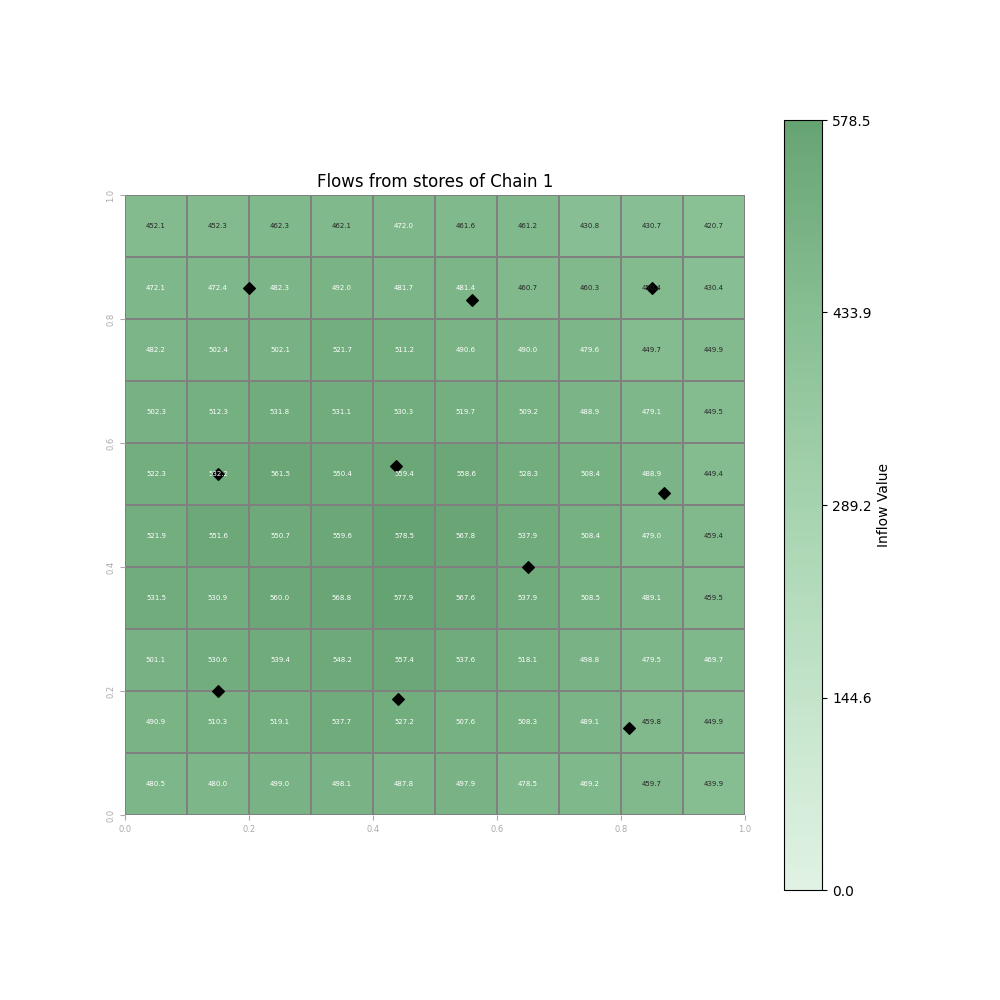 Flows from stores of Chain 1
1.0 452.1 452.3 462.3 462.1 472.0 461.6 461.2 430.8 430.7 420.7
472.1 472.4 482.3 492.0 481.7 481.4 460.7 460.3 430.4
0.8 482.2 502.4 502.1 521.7 511.2 490.6 490.0 479.6 449.7 449.9
502.3 512.3 531.8 531.1 530.3 519.7 509.2 488.9 479.1 449.5
0.6 522.3 561.5 550.4 559.4 558.6 528.3 508.4 488.9 449.4
521.9 551.6 550.7 559.6 578.5 567.8 537.9 508.4 479.0 459.4
0.4 531.5 530.9 560.0 568.8 577.9 567.6 537.9 508.5 489.1 459.5
501.1 530.6 539.4 548.2 557.4 537.6 518.1 498.8 479.5 469.7
0.2 490.9 510.3 519.1 537.7 527.2 507.6 508.3 489.1 459.8 449.9
480.5 480.0 499.0 498.1 487.8 497.9 478.5 469.2 459.7 439.9
0.0
0.0 0.2 0.4 0.6 0.8 1.0
578.5
433.9
289.2
144.6
0.0
Inflow Value